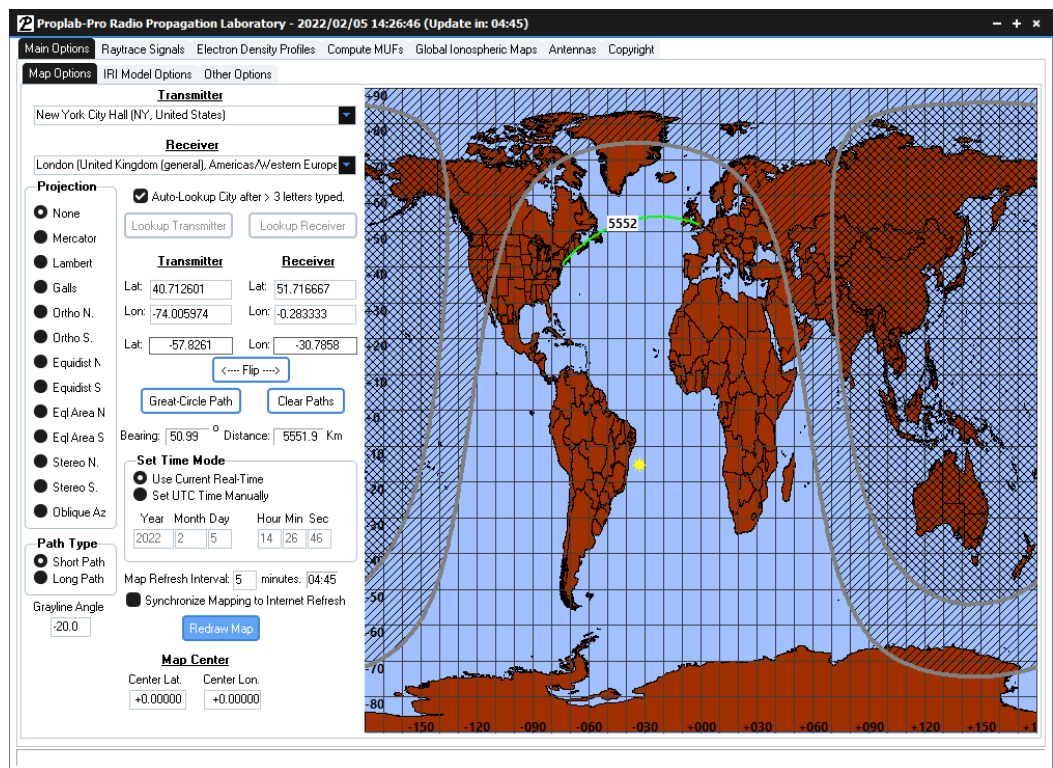 Proplab-Pro Radio Propagation Laboratory - 2022/02/05 14:26:46 (Update in: 04:45)
Main Options Raytrace Signals Electron Density Profiles Compute MUFs Global Ionospheric Maps Antennas Copyright
Map Options IRI Model Options Other Options
Transmitter
New York City Hall (NY, United States)
Receiver
London (United Kingdom (general), Americas/Western Europe
Projection
None
Mercator
Lambert
Galls
Ortho N.
Ortho S.
Equidist N
Equidist S
Eql Area N
Eql Area S
Stereo N.
Stereo S.
Oblique Az
Path Type
Short Path
Long Path
Grayline Angle
-20.0
Auto-Lookup City after > 3 letters typed.
Lookup Transmitter Lookup Receiver
Transmitter Receiver
Lat: 40.712601 Lat: 51.716667
Lon: -74.005974 Lon: -0.283333
Lat: -57.8261 Lon: -30.7858
<---- Flip ---->
Great-Circle Path Clear Paths
Bearing: 50.99 o Distance: 5551.9 Km
Set Time Mode
Use Current Real-Time
Set UTC Time Manually
Year Month Day Hour Min Sec
2022 2 5 14 26 46
Map Refresh Interval: 5 minutes. 04:45
Synchronize Mapping to Internet Refresh
Redraw Map
Map Center
Center Lat. Center Lon.
+0.00000 +0.00000
+90
+80
+70
+60
+50
+40
+30
+20
+10
+0
-10
-20
-30
-40
-50
-60
-70
-80
5552
-150 -120 -090 -060 -030 +000 +030 +060 +090 +120 +150 +1